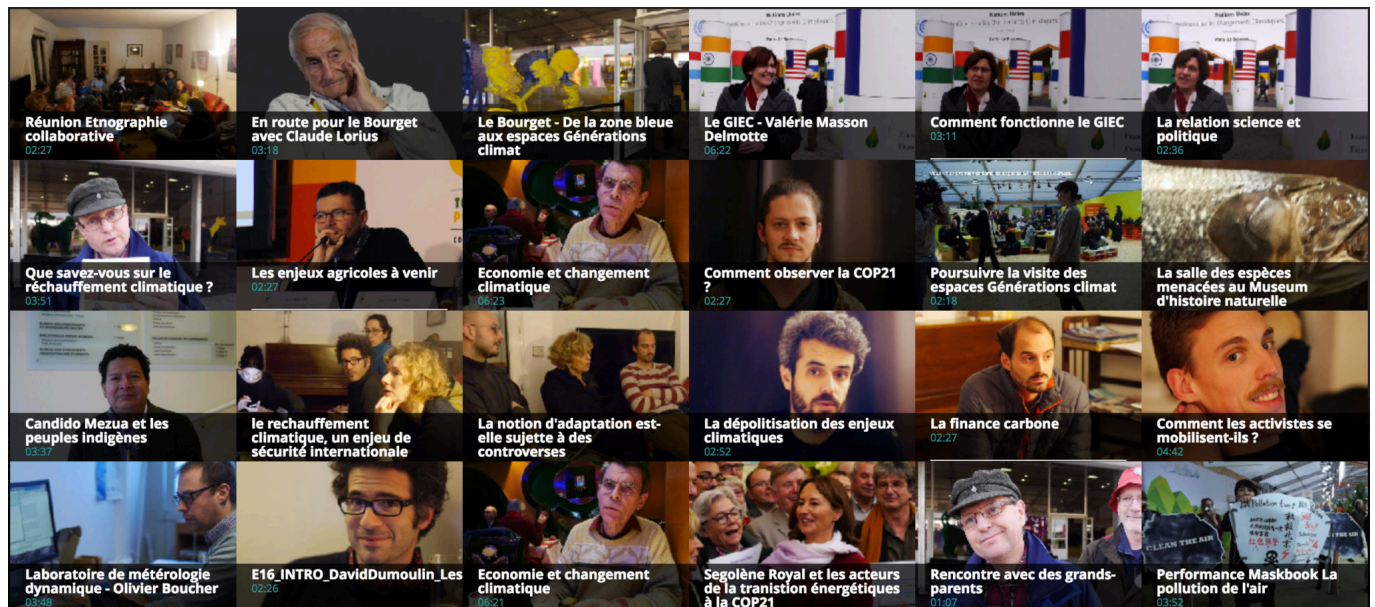 Réunion Etnographie
collaborative
02:27
En route pour le Bourget
avec Claude Lorius
03:18
Le Bourget - De la zone bleue
aux espaces Générations
climat
Le GIEC - Valérie Masson
Delmotte
06:22
Comment fonctionne le GIEC
03:11
La relation science et
politique
02:36
Que savez-vous sur le
réchauffement climatique ?
03:51
Les enjeux agricoles à venir
02:27
Economie et changement
climatique
06:23
Comment observer la COP21
?
02:27
Poursuivre la visite des
espaces Générations climat
02:18
La salle des espèces
menacées au Museum
d'histoire naturelle
Candido Mezua et les
peuples indigènes
03:37
le rechauffement
climatique, un enjeu de
sécurité internationale
La notion d'adaptation est-
elle sujette à des
controverses
La dépolitisation des enjeux
climatiques
02:52
La finance carbone
02:27
Comment les activistes se
mobilisent-ils ?
04:42
Laboratoire de métérologie
dynamique - Olivier Boucher
03:48
E16_INTRO_DavidDumoulin_Les
02:26
Economie et changement
climatique
06:21
Segolène Royal et les acteurs
de la tranistion énergétiques
à la COP21
Rencontre avec des grands-
parents
01:07
CLEAN THE AIR
Performance Maskbook La
pollution de l'air
03:52